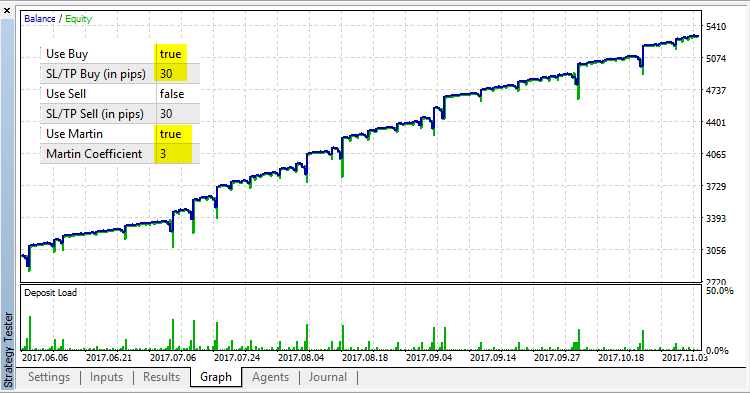 Balance / Equity
Use Buy true
SL/TP Buy (in pips) 30
Use Sell false
SL/TP Sell (in pips) 30
Use Martin true
Martin Coefficient 3
5410
5074
4737
4401
4065
3729
3393
3056
2720
Deposit Load
50.0%
0.0%
2017.06.06 2017.06.21 2017.07.06 2017.07.24 2017.08.04 2017.08.18 2017.09.04 2017.09.14 2017.09.27 2017.10.18 2017.11.03
Strategy Tester
Settings Inputs Results Graph Agents Journal